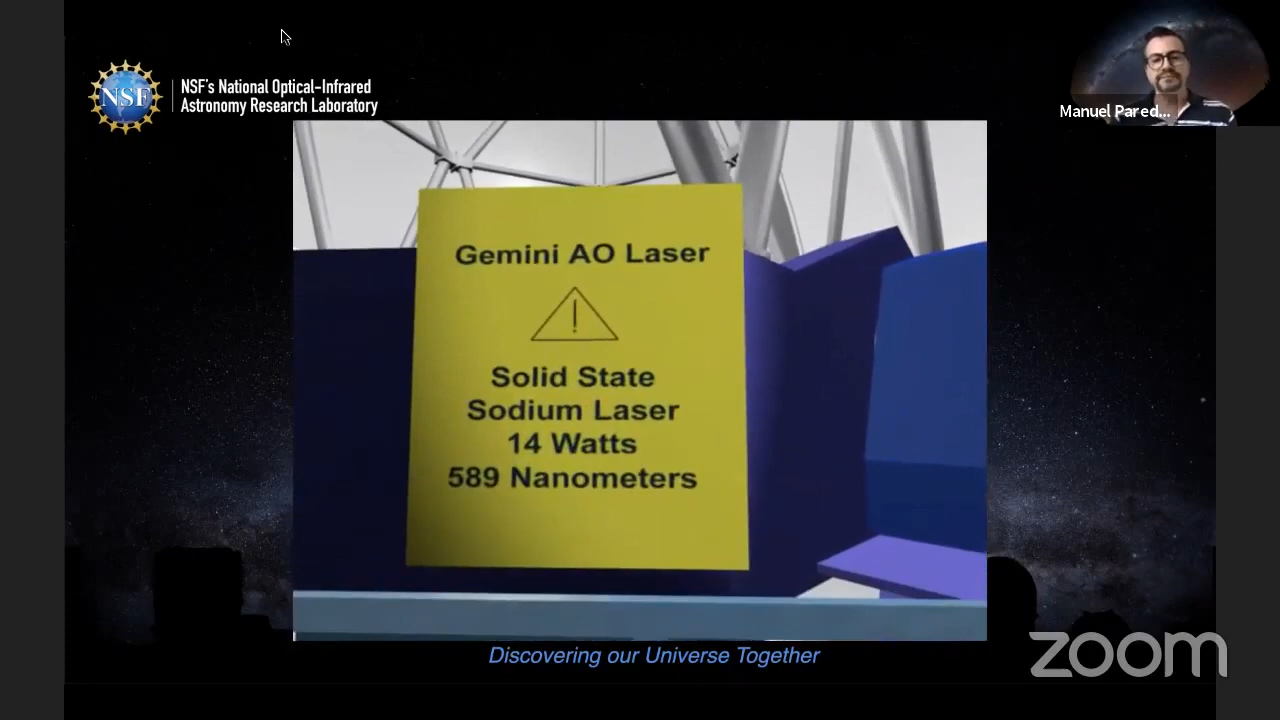 NSF
NSF's National Optical-Infrared
Astronomy Research Laboratory
Manuel Pared...
Gemini AO Laser
!
Solid State
Sodium Laser
14 Watts
589 Nanometers
Discovering our Universe Together
zoom